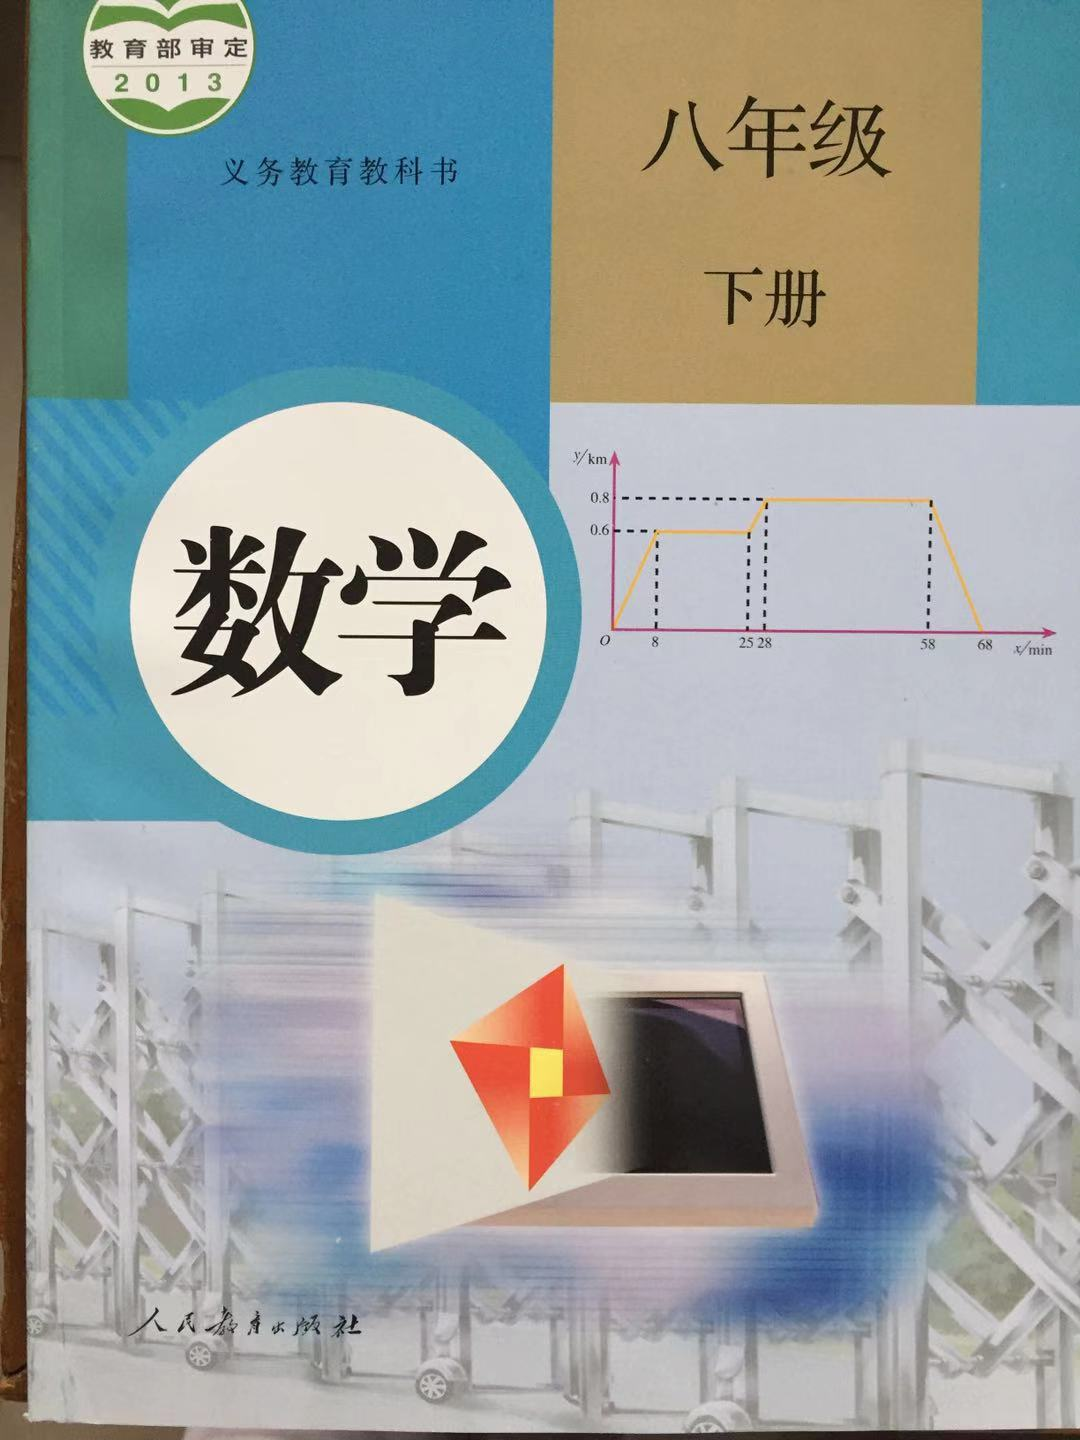 教育部审定
2013
义务教育教科书
八年级
下册
数学
y/km
0.8
0.6
O
8
25
28
58
68
x/min
人民教育出版社